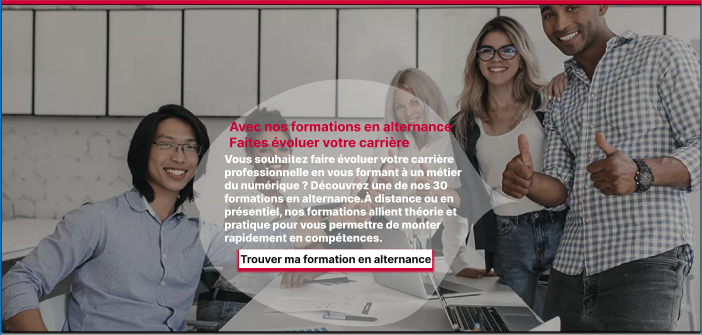 Avec nos formations en alternance
Faites évoluer votre carrière
Vous souhaitez faire évoluer votre carrière
professionnelle en vous formant à un métier
du numérique ? Découvrez une de nos 30
formations en alternance.À distance ou en
présentiel, nos formations allient théorie et
pratique pour vous permettre de monter
rapidement en compétences.
Trouver ma formation en alternance